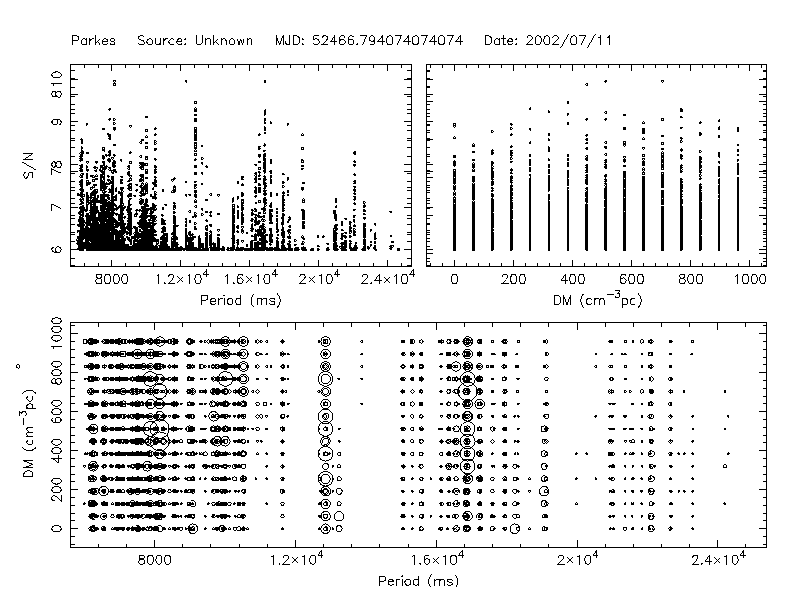 Parkes Source: Unknown MJD: 52466.794074074074 Date: 2002/07/11
S/N
6 7 78 9 810
8000 1.2×10⁴ 1.6×10⁴ 2×10⁴ 2.4×10⁴
Period (ms)
0 200 400 600 800 1000
DM (cm⁻³pc)
DM (cm⁻³pc)
0 200 400 600 800 1000
8000 1.2×10⁴ 1.6×10⁴ 2×10⁴ 2.4×10⁴
Period (ms)